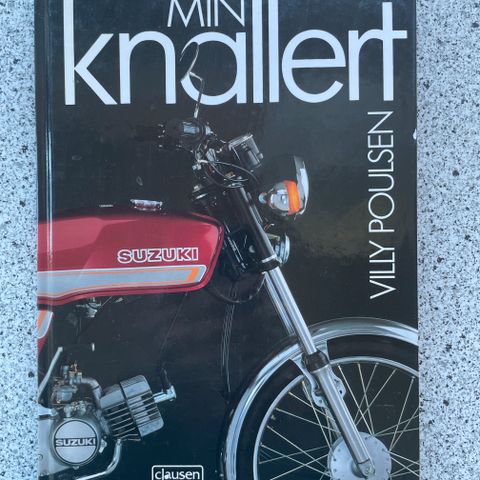 MIN
knallert
VILLY POULSEN
SUZUKI
SUZUKI
clausen